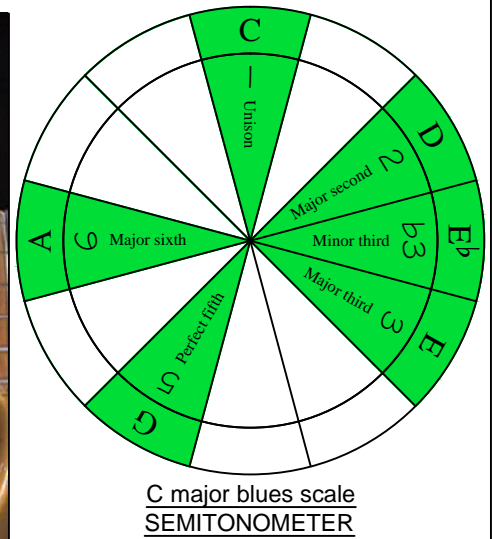 C
1
Unison
D
2
Major second
E♭
♭3
Minor third
E
3
Major third
G
5
Perfect fifth
A
6
Major sixth
C major blues scale
SEMITONOMETER